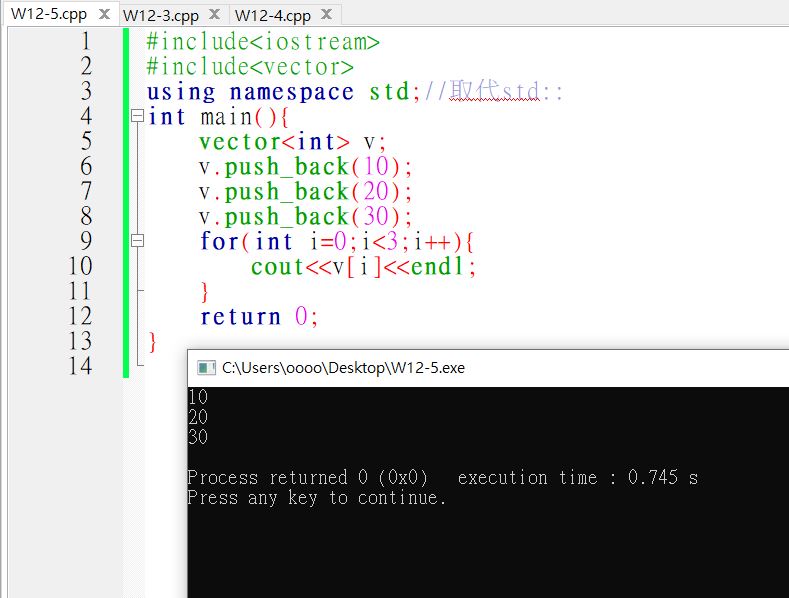 W12-5.cpp X W12-3.cpp X W12-4.cpp X
1 #include<iostream>
2 #include<vector>
3 using namespace std;//取代std::
4 int main(){
5 vector<int> v;
6 v.push_back(10);
7 v.push_back(20);
8 v.push_back(30);
9 for(int i=0;i<3;i++){
10 cout<<v[i]<<endl;
11 }
12 return 0;
13 }
14
C:\Users\oooo\Desktop\W12-5.exe
10
20
30
Process returned 0 (0x0) execution time : 0.745 s
Press any key to continue.